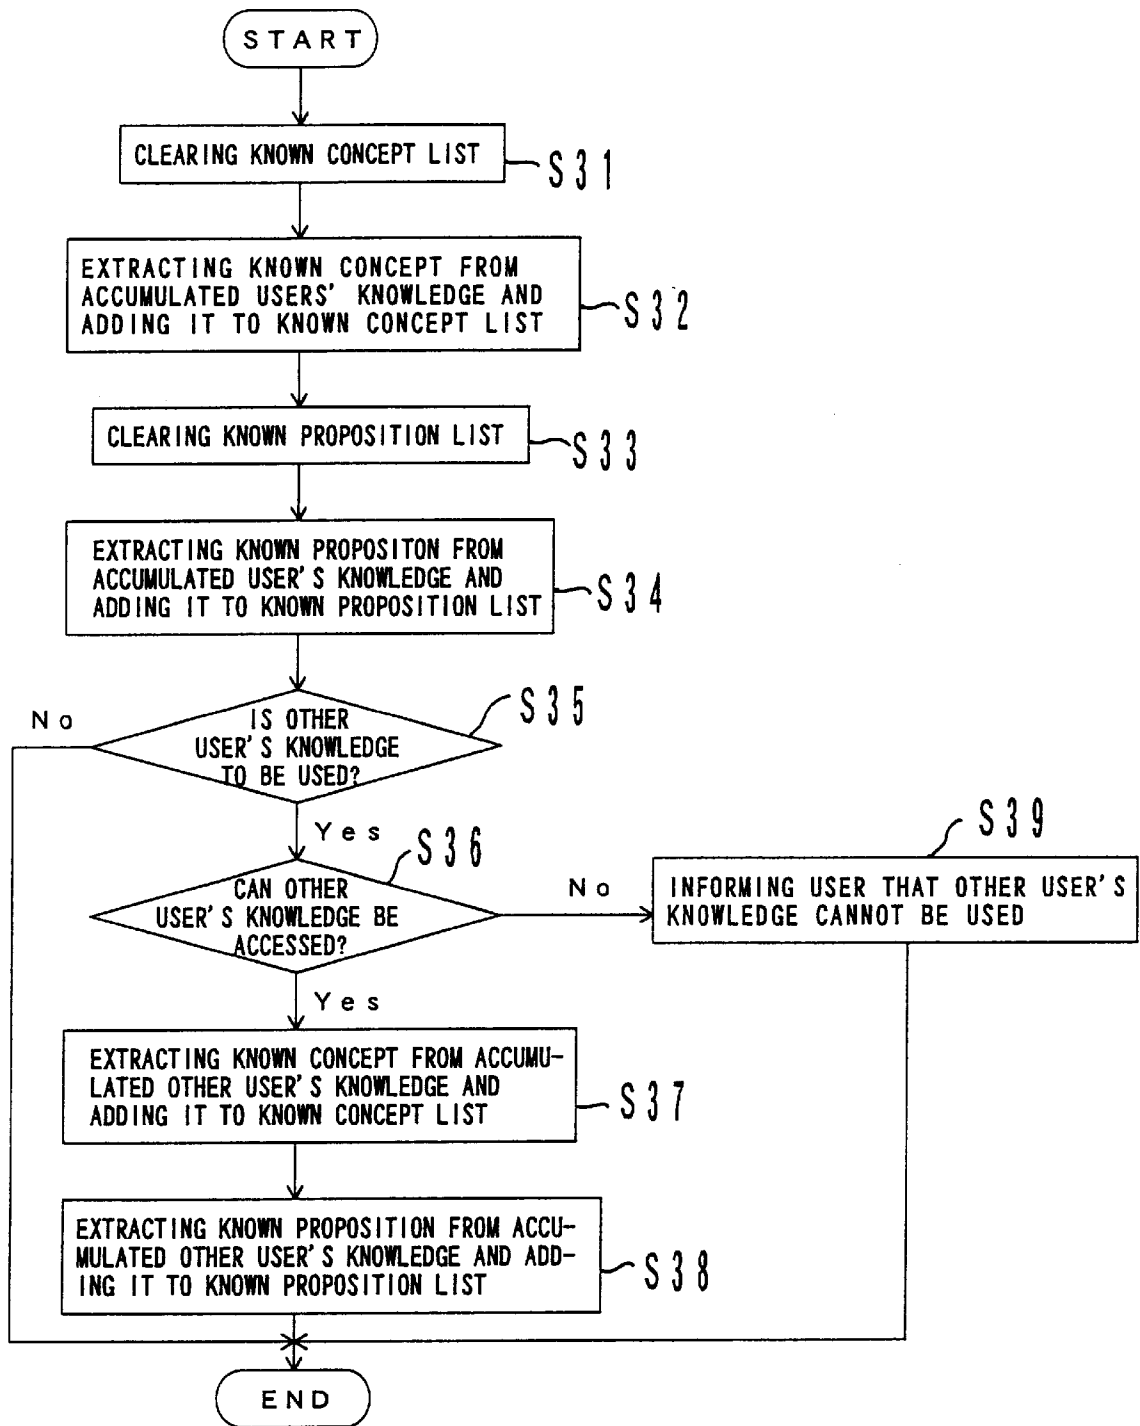 START
CLEARING KNOWN CONCEPT LIST
S31
EXTRACTING KNOWN CONCEPT FROM
ACCUMULATED USERS' KNOWLEDGE AND
ADDING IT TO KNOWN CONCEPT LIST
S32
CLEARING KNOWN PROPOSITION LIST
S33
EXTRACTING KNOWN PROPOSITON FROM
ACCUMULATED USER'S KNOWLEDGE AND
ADDING IT TO KNOWN PROPOSITION LIST
S34
S35
No
IS OTHER
USER'S KNOWLEDGE
TO BE USED?
Yes
S36
CAN OTHER
USER'S KNOWLEDGE BE
ACCESSED?
No
S39
INFORMING USER THAT OTHER USER'S
KNOWLEDGE CANNOT BE USED
Yes
EXTRACTING KNOWN CONCEPT FROM ACCUMU-
LATED OTHER USER'S KNOWLEDGE AND
ADDING IT TO KNOWN CONCEPT LIST
S37
EXTRACTING KNOWN PROPOSITION FROM ACCU-
MULATED OTHER USER'S KNOWLEDGE AND ADD-
ING IT TO KNOWN PROPOSITION LIST
S38
END